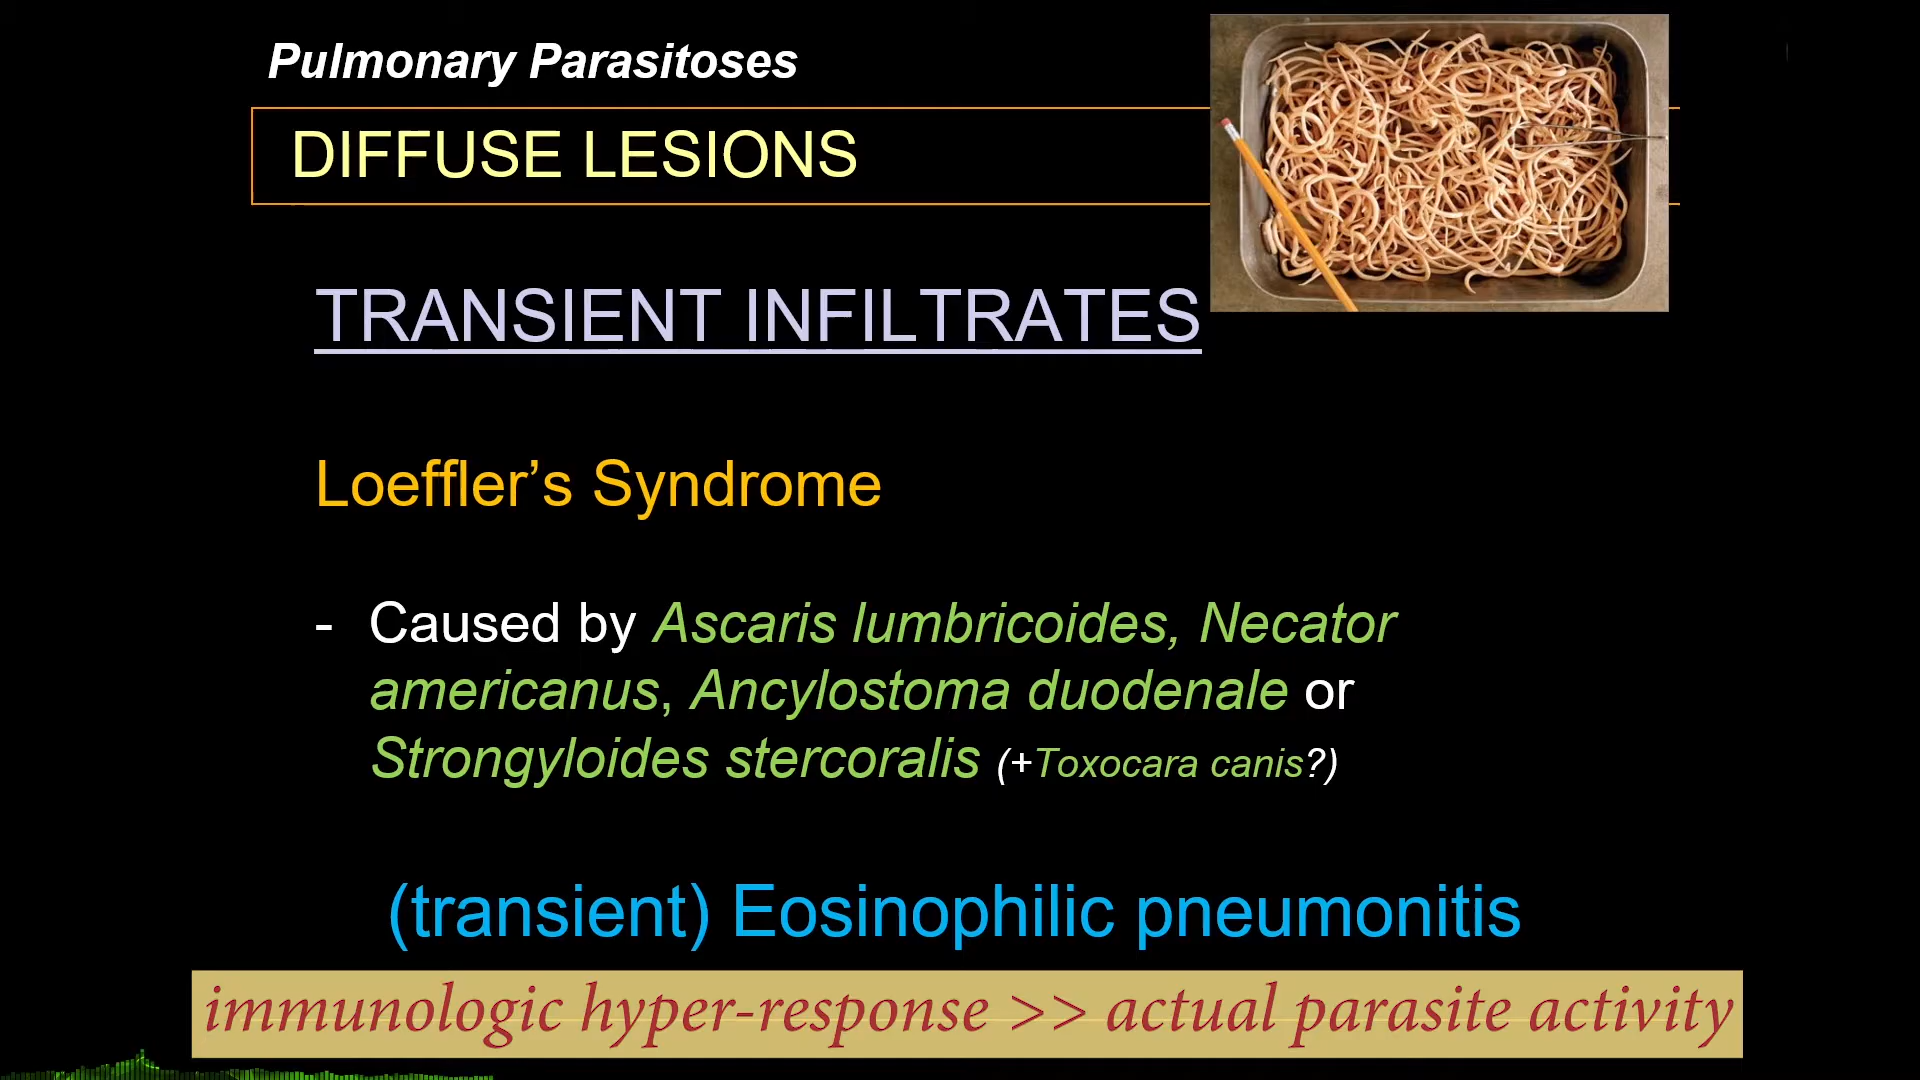 Pulmonary Parasitoses
DIFFUSE LESIONS
TRANSIENT INFILTRATES
Loeffler’s Syndrome
- Caused by Ascaris lumbricoides, Necator
americanus, Ancylostoma duodenale or
Strongyloides stercoralis (+Toxocara canis?)
(transient) Eosinophilic pneumonitis
immunologic hyper-response >> actual parasite activity